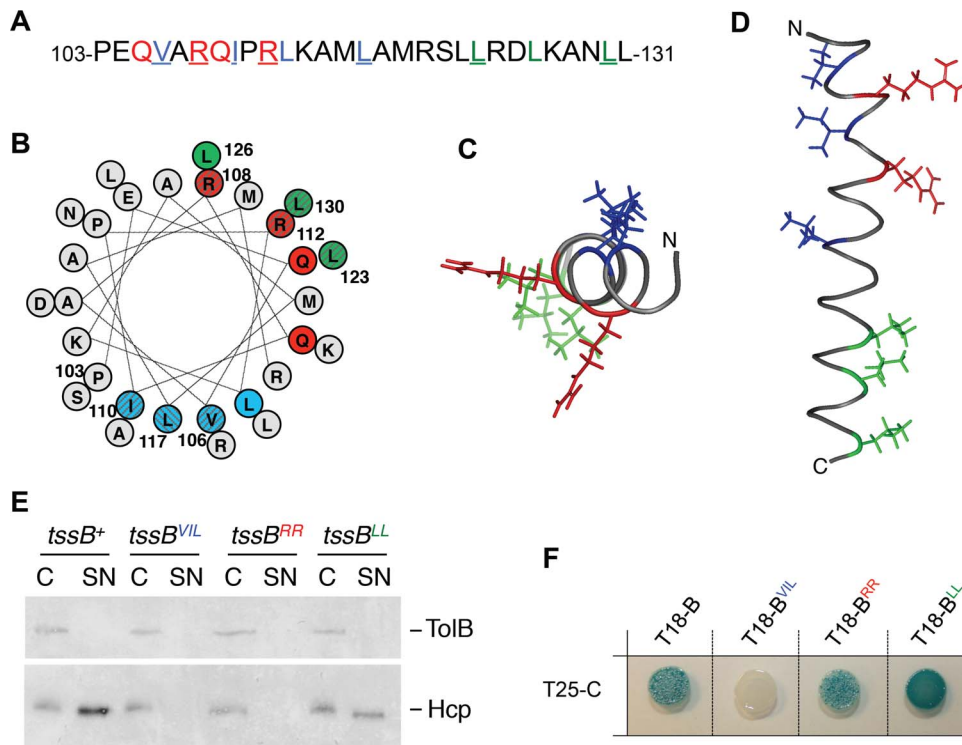 A
103-PEQVARQIPRLKAMLAMRSLLRDLKANLL-131
B
L 126
L A R 108 M
E L 130
N P R 112
Q L 123
A
D A M
K Q K
103 P R
S
110 I L L
A L V
117 106 R
C
N
D
N
C
E
tssB+ tssBVIL tssBRR tssBLL
C SN C SN C SN C SN
TolB
Hcp
F
T18-B T18-BVIL T18-BRR T18-BLL
T25-C